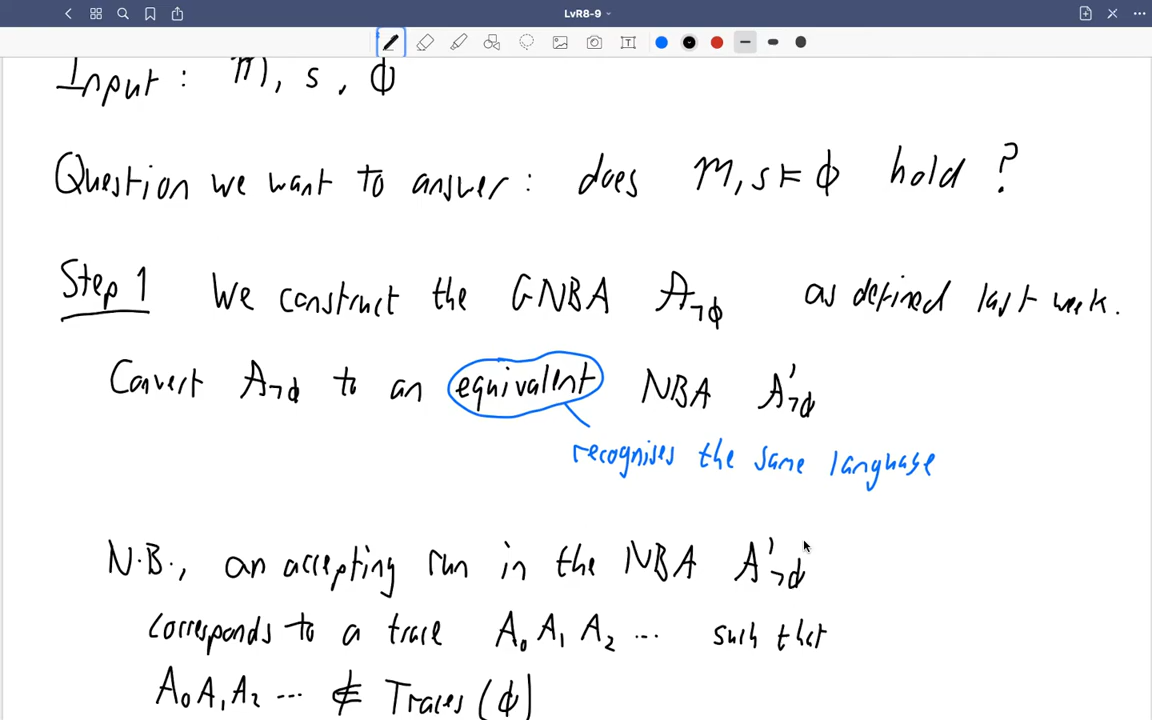 LvR8-9
Input : M, s, ϕ
Question we want to answer : does M, s ⊨ ϕ hold ?
Step 1 We construct the GNBA A¬ϕ as defined last week.
Convert A¬ϕ to an equivalent NBA A'¬ϕ
recognises the same language
N.B., an accepting run in the NBA A'¬ϕ
corresponds to a trace A₀ A₁ A₂ ... such that
A₀ A₁ A₂ ... ∉ Traces (ϕ)